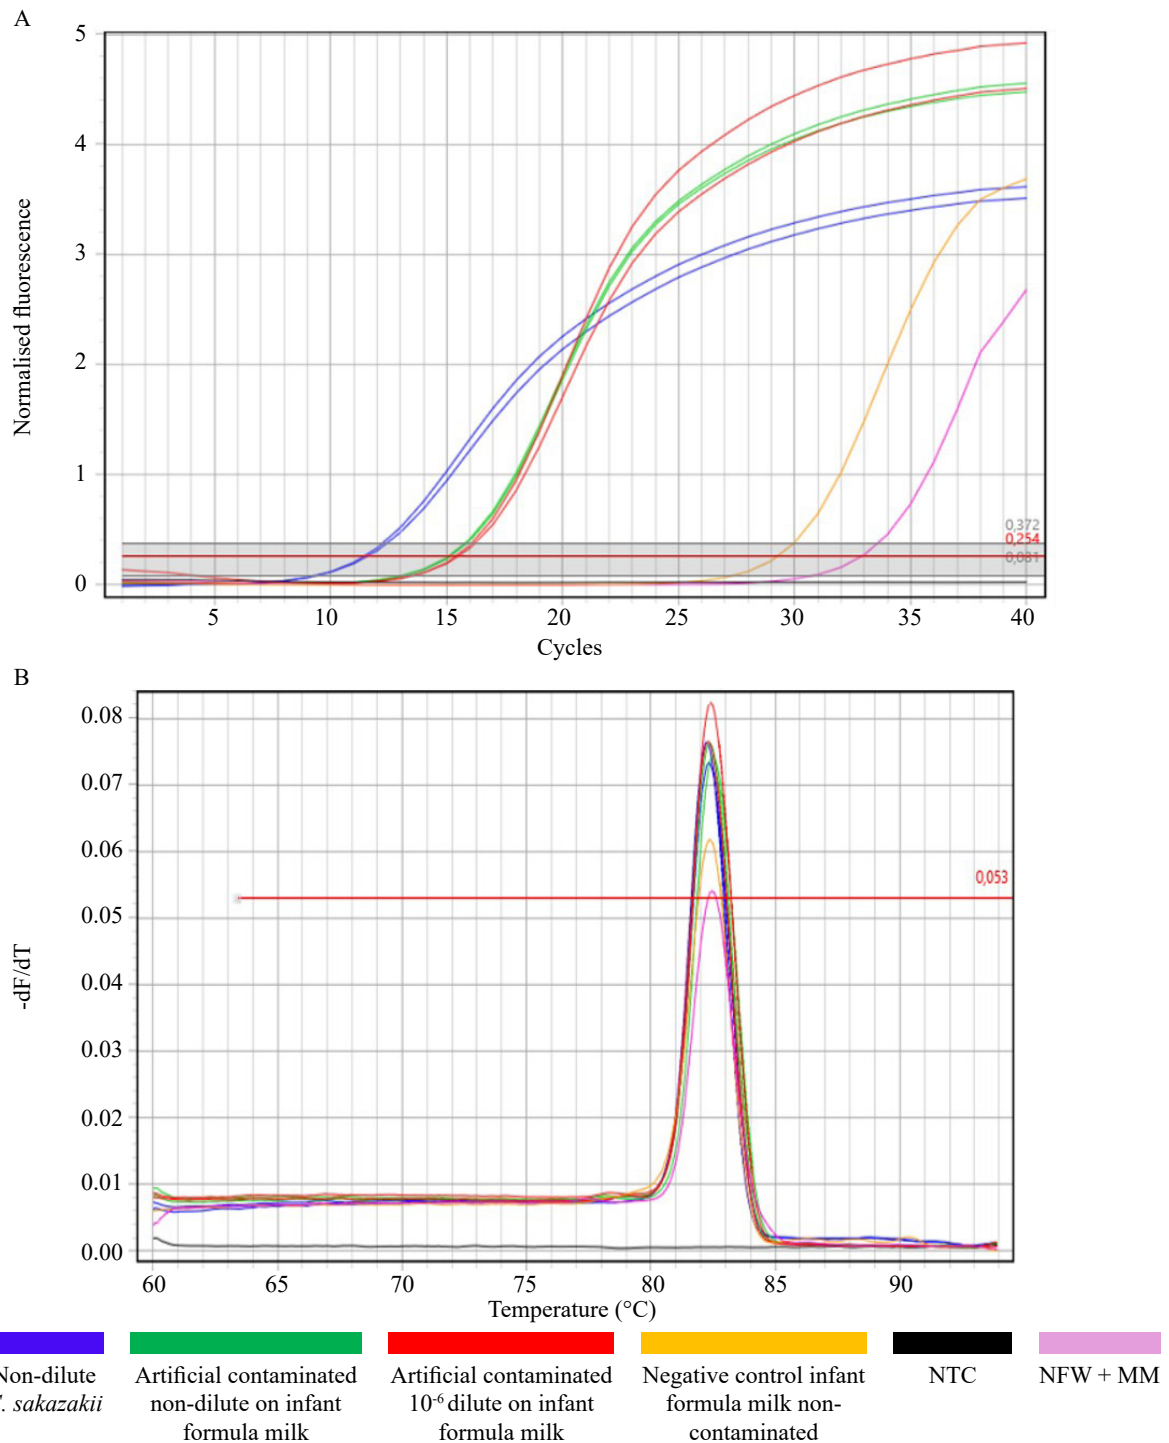 A
5
4
3
2
1
0
Normalised fluorescence
0,372
0,254
0,081
5 10 15 20 25 30 35 40
Cycles
B
0.08
0.07
0.06
0.05
0.04
0.03
0.02
0.01
0.00
-dF/dT
0,053
60 65 70 75 80 85 90
Temperature (°C)
Non-dilute
sakazakii
Artificial contaminated
non-dilute on infant
formula milk
Artificial contaminated
10⁻⁶ dilute on infant
formula milk
Negative control infant
formula milk non-
contaminated
NTC
NFW + MM